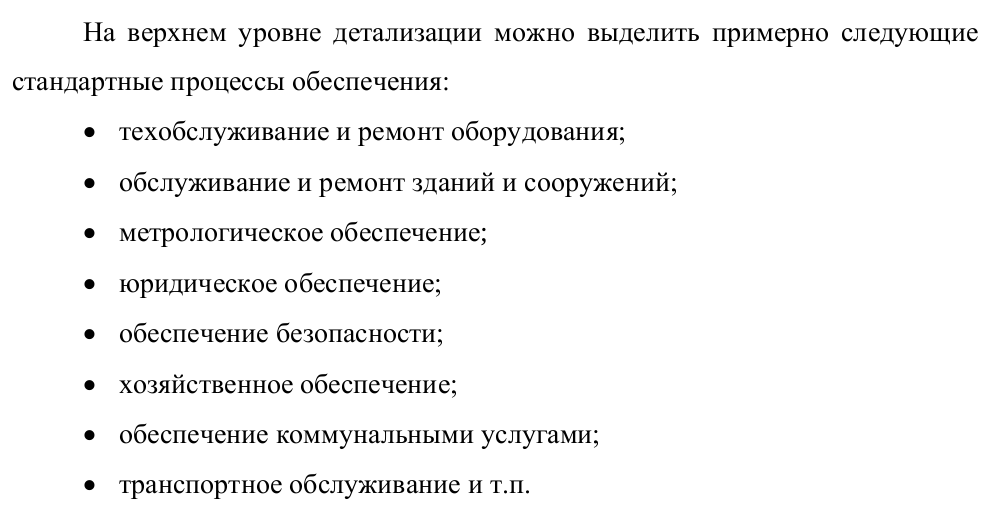 На верхнем уровне детализации можно выделить примерно следующие
стандартные процессы обеспечения:
• техобслуживание и ремонт оборудования;
• обслуживание и ремонт зданий и сооружений;
• метрологическое обеспечение;
• юридическое обеспечение;
• обеспечение безопасности;
• хозяйственное обеспечение;
• обеспечение коммунальными услугами;
• транспортное обслуживание и т.п.